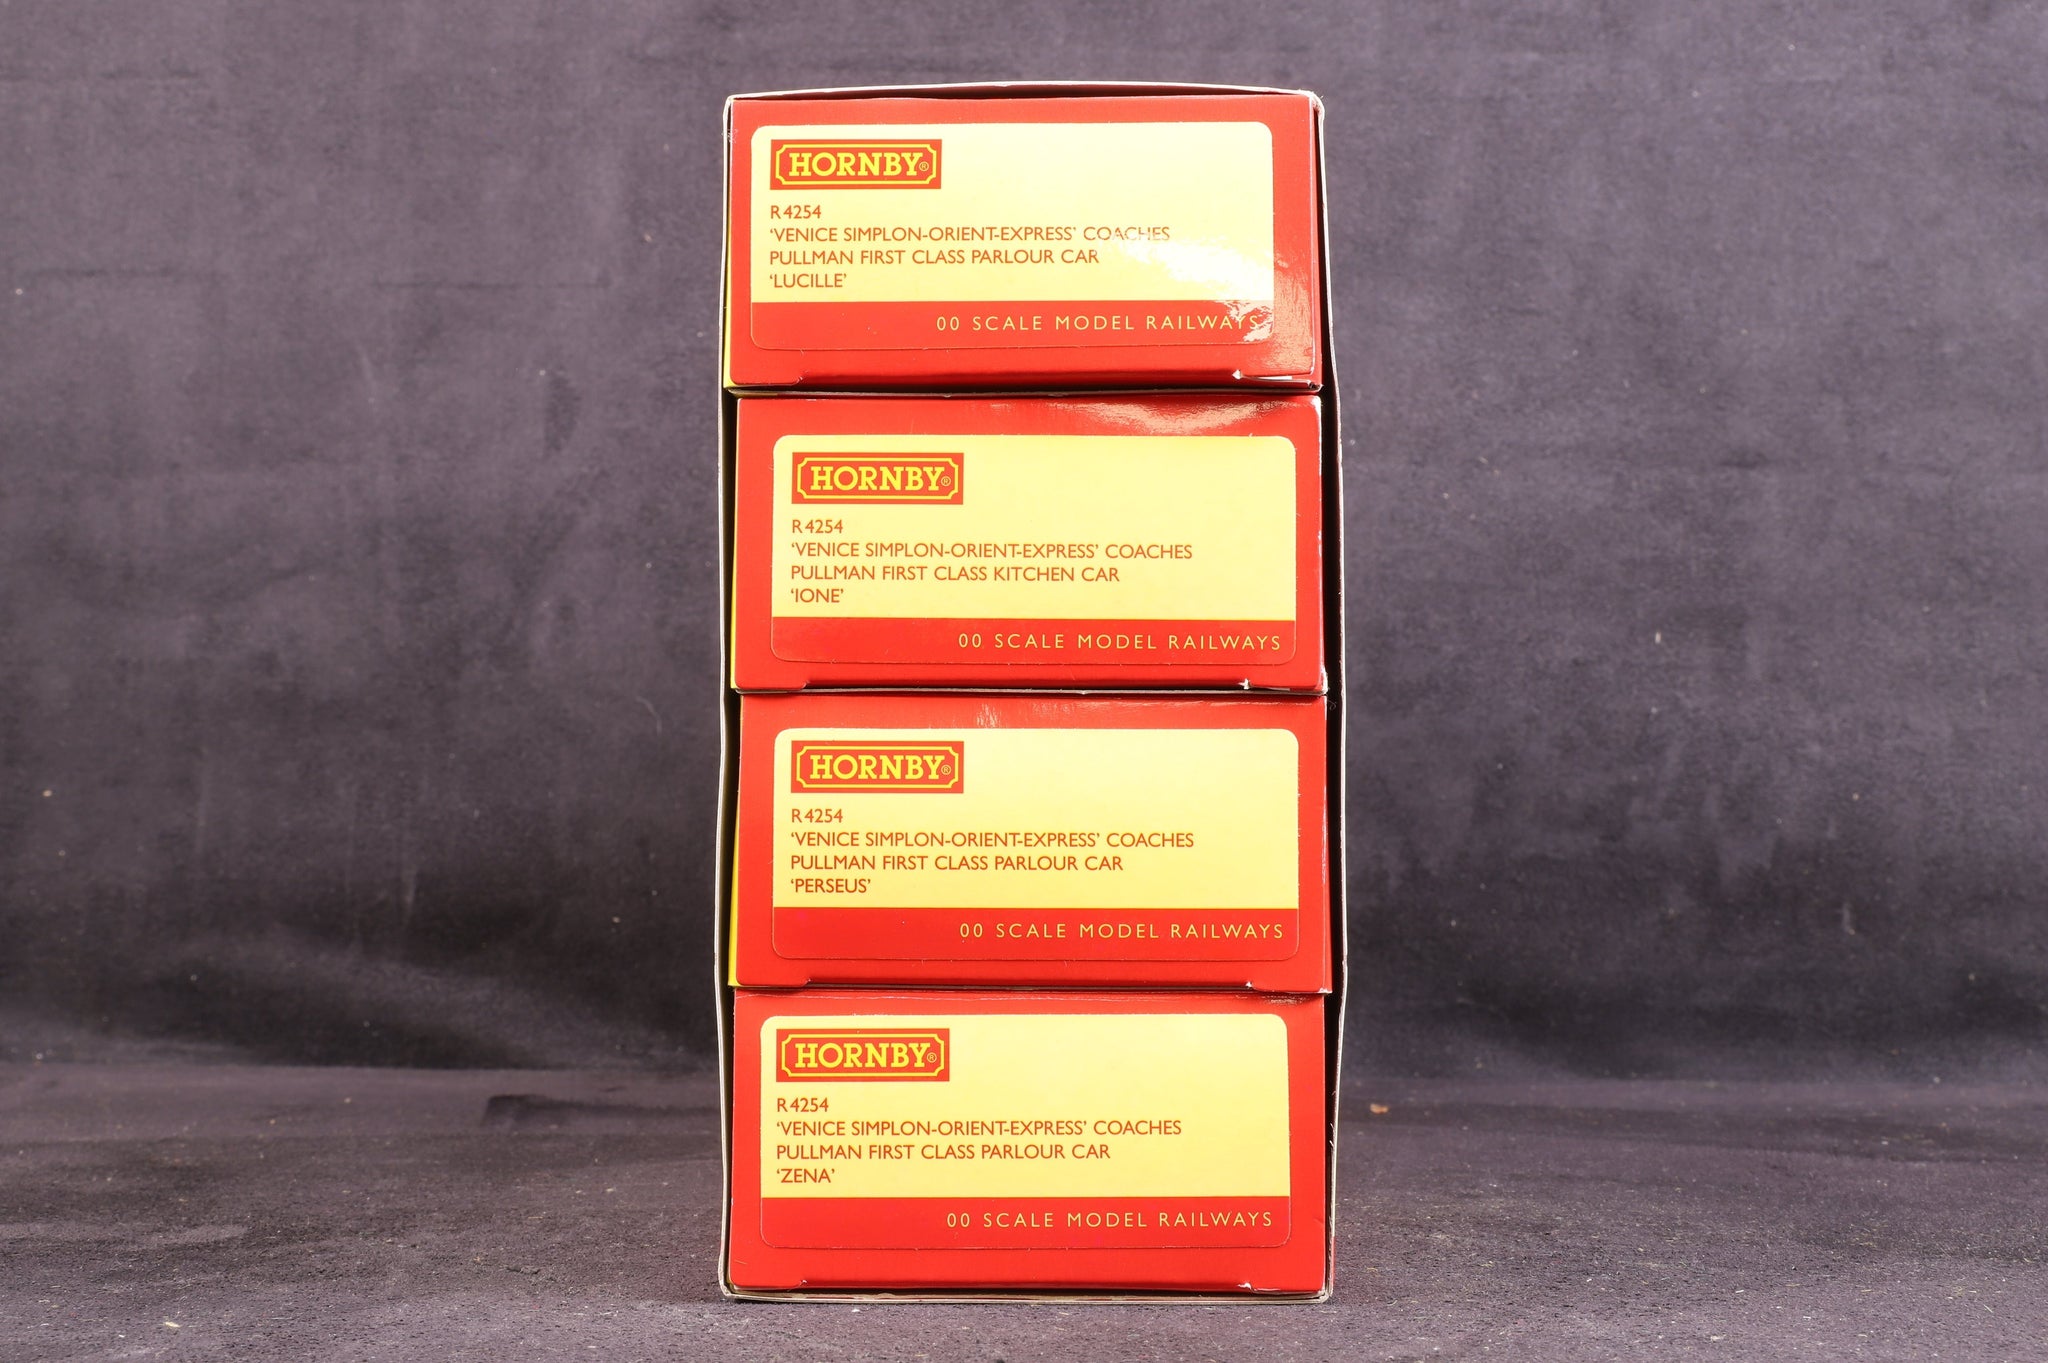 HORNBY®
R4254
‘VENICE SIMPLON-ORIENT-EXPRESS’ COACHES
PULLMAN FIRST CLASS PARLOUR CAR
‘LUCILLE’
00 SCALE MODEL RAILWAYS
HORNBY®
R4254
‘VENICE SIMPLON-ORIENT-EXPRESS’ COACHES
PULLMAN FIRST CLASS KITCHEN CAR
‘IONE’
00 SCALE MODEL RAILWAYS
HORNBY®
R4254
‘VENICE SIMPLON-ORIENT-EXPRESS’ COACHES
PULLMAN FIRST CLASS PARLOUR CAR
‘PERSEUS’
00 SCALE MODEL RAILWAYS
HORNBY®
R4254
‘VENICE SIMPLON-ORIENT-EXPRESS’ COACHES
PULLMAN FIRST CLASS PARLOUR CAR
‘ZENA’
00 SCALE MODEL RAILWAYS